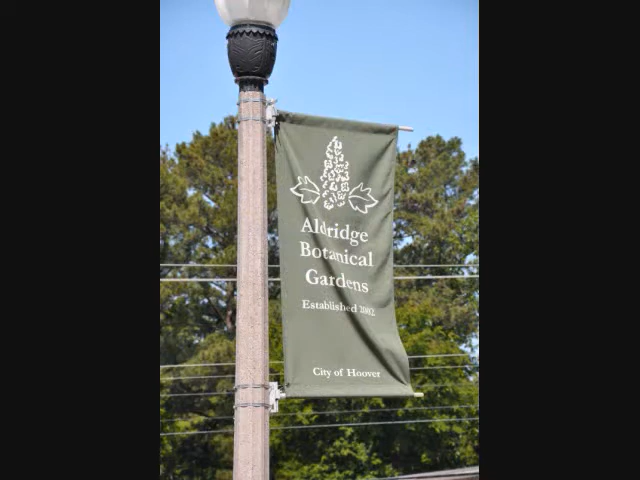 Aldridge
Botanical
Gardens
Established 2002
City of Hoover